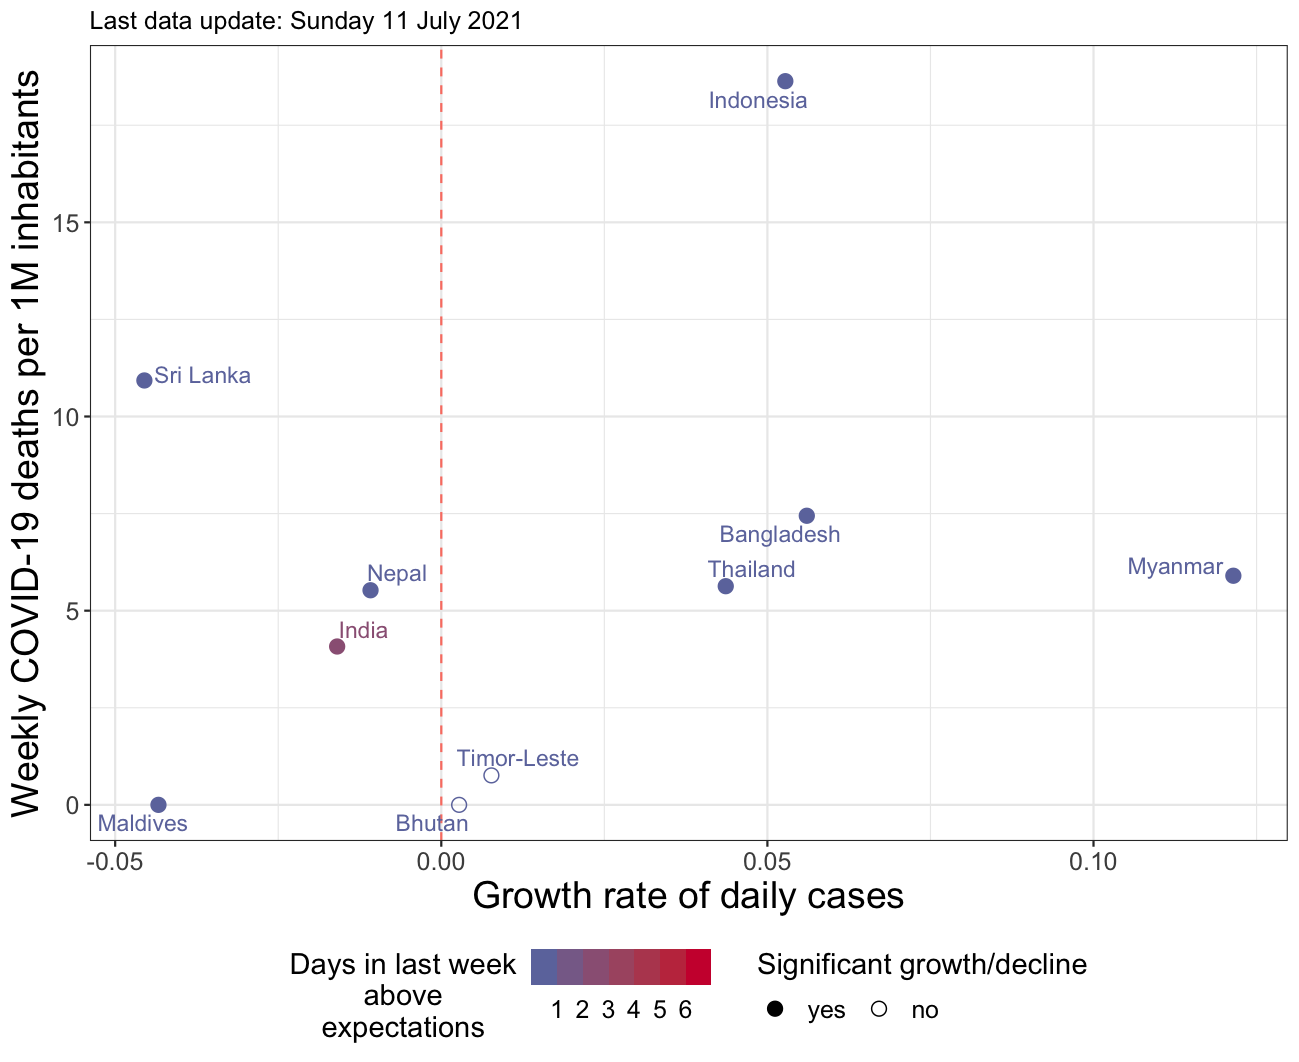 Last data update: Sunday 11 July 2021
Weekly COVID-19 deaths per 1M inhabitants
Indonesia
15
Sri Lanka
10
Bangladesh
Thailand
Myanmar
Nepal
5
India
Timor-Leste
0
Maldives
Bhutan
-0.05 0.00 0.05 0.10
Growth rate of daily cases
Days in last week
above
expectations
1 2 3 4 5 6
Significant growth/decline
yes no